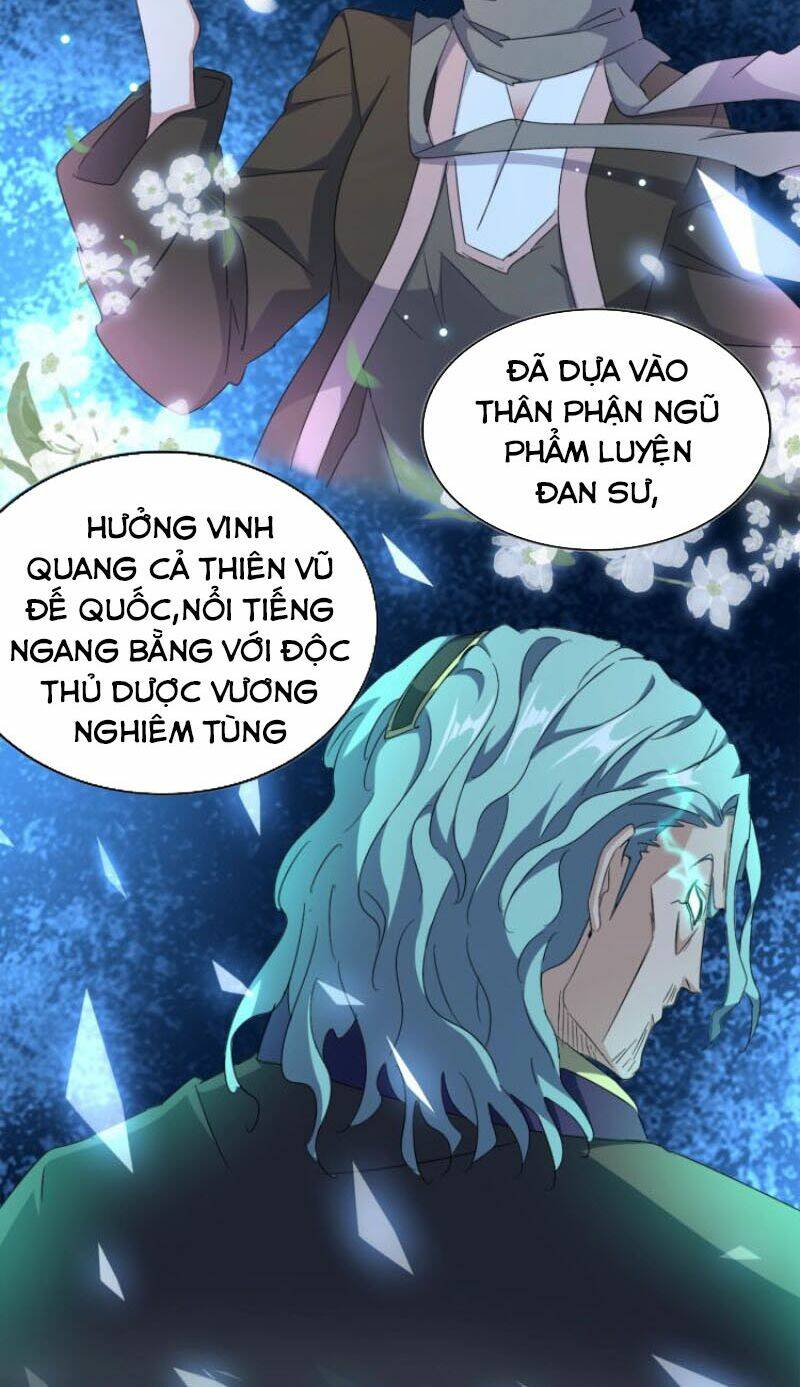 ĐÃ DỰA VÀO
THÂN PHẬN NGŨ
PHẨM LUYỆN
ĐAN SƯ,
HƯỞNG VINH
QUANG CẢ THIÊN VŨ
ĐẾ QUỐC,NỔI TIẾNG
NGANG BẰNG VỚI ĐỘC
THỦ DƯỢC VƯƠNG
NGHIÊM TÙNG